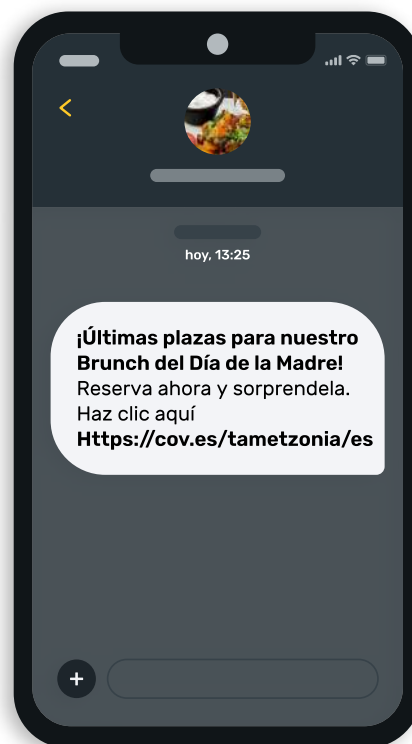 hoy, 13:25
¡Últimas plazas para nuestro
Brunch del Día de la Madre!
Reserva ahora y sorprendela.
Haz clic aquí
Https://cov.es/tametzonia/es